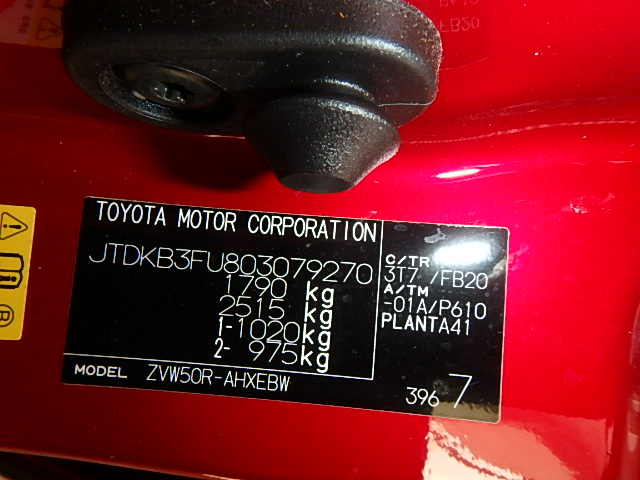 TOYOTA MOTOR CORPORATION
JTDKB3FU803079270
1790 kg
2515 kg
1-1020kg
2- 975kg
C/TR
3T7 /FB20
A/TM
-01A/P610
PLANTA41
MODEL ZVW50R-AHXEBW
396 7
FB20